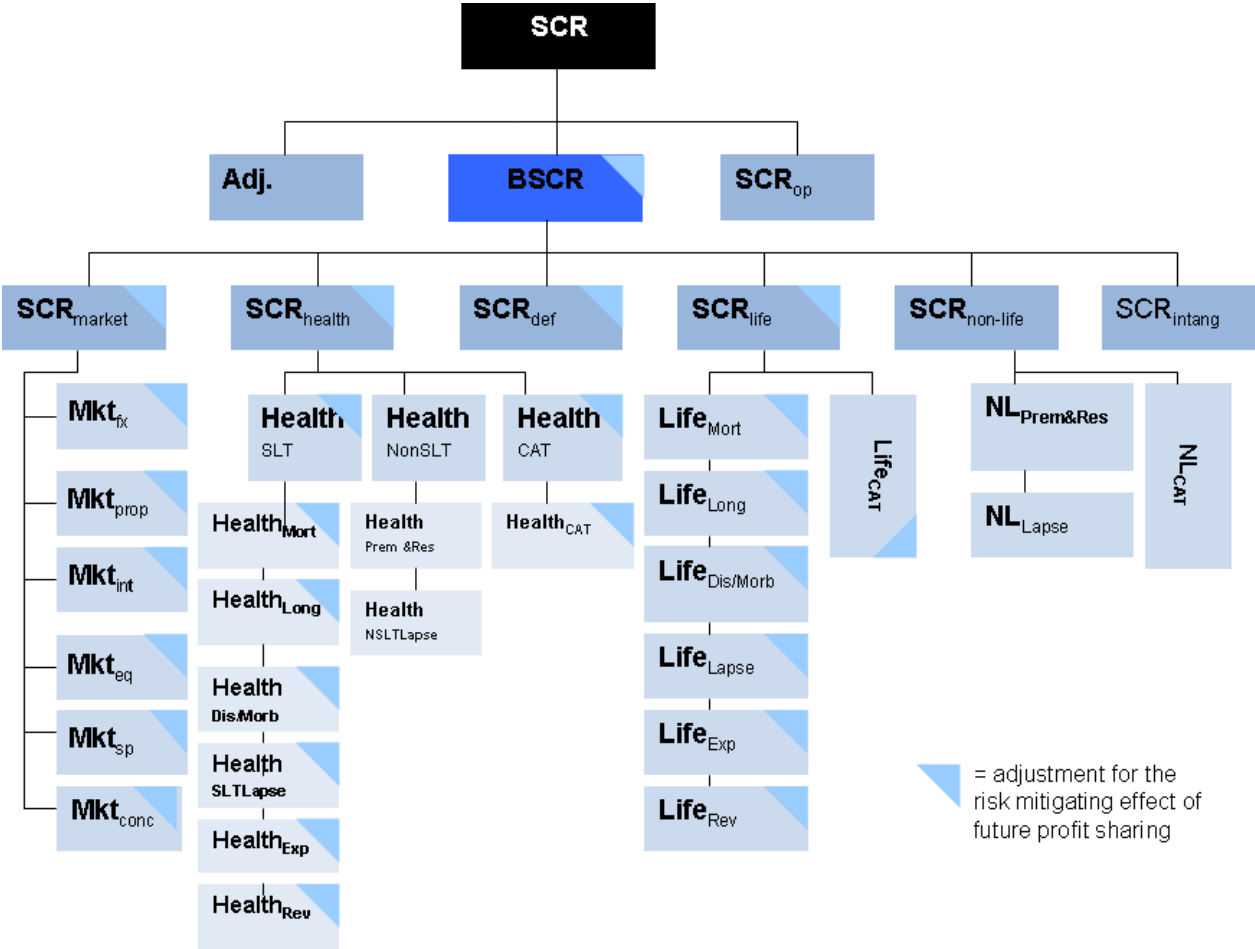 SCR
Adj.
BSCR
SCRop
SCRmarket
SCRhealth
SCRdef
SCRlife
SCRnon-life
SCRintang
Mktfx
Mktprop
Mktint
Mkteq
Mktsp
Mktconc
Health
SLT
HealthMort
HealthLong
Health
Dis/Morb
Health
SLTLapse
HealthExp
HealthRev
Health
NonSLT
Health
Prem &Res
Health
NSLTLapse
Health
CAT
HealthCAT
LifeMort
LifeLong
LifeDis/Morb
LifeLapse
LifeExp
LifeRev
LifeCAT
NLPrem&Res
NLLapse
NLCAT
= adjustment for the
risk mitigating effect of
future profit sharing